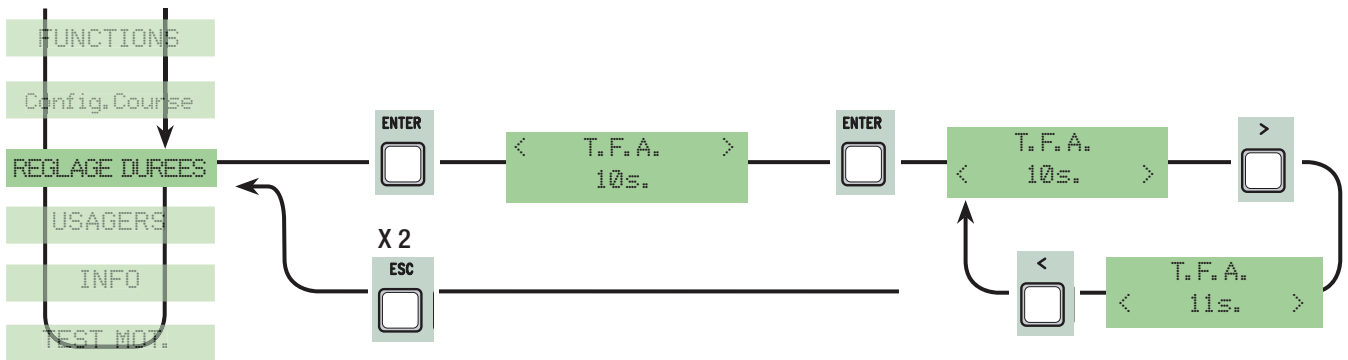 FUNCTIONS
Config.Course
REGLAGE DUREES
USAGERS
INFO
TEST MOT.
ENTER
< T.F.A. >
10s.
ENTER
T.F.A.
< 10s. >
>
X 2
ESC
<
T.F.A.
< 11s. >